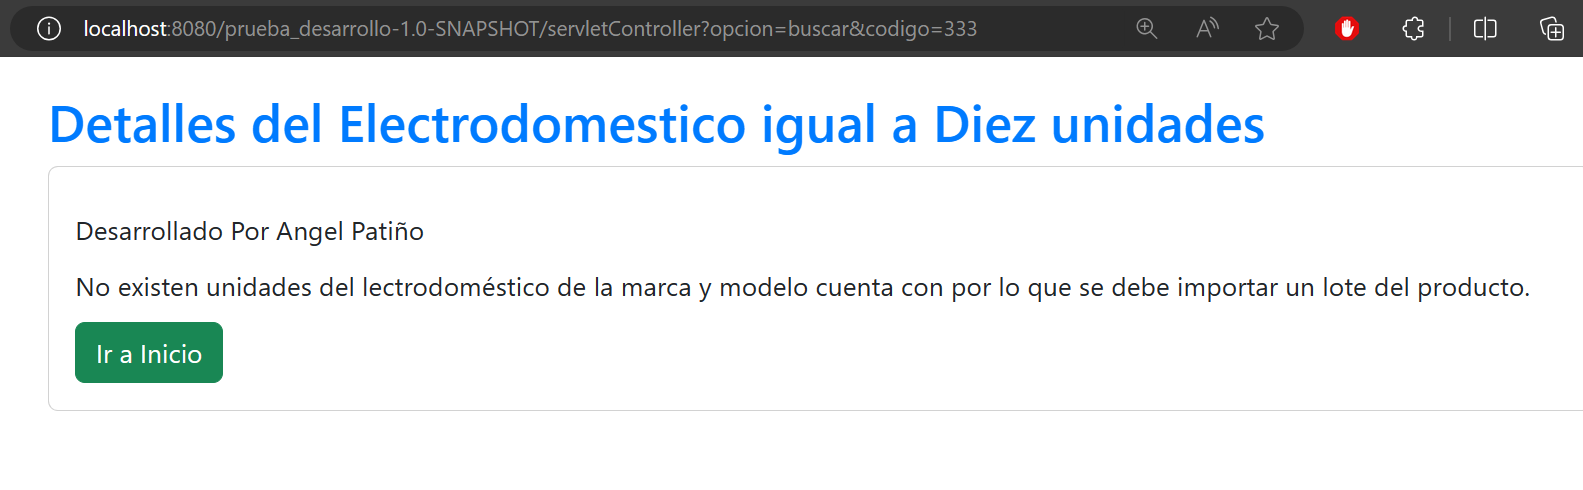 localhost:8080/prueba_desarrollo-1.0-SNAPSHOT/servletController?opcion=buscar&codigo=333
Detalles del Electrodomestico igual a Diez unidades
Desarrollado Por Angel Patiño
No existen unidades del lectrodoméstico de la marca y modelo cuenta con por lo que se debe importar un lote del producto.
Ir a Inicio